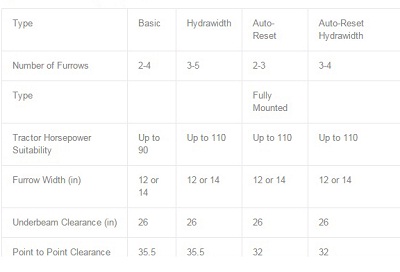 Type Basic Hydrawidth Auto- Auto-Reset
Reset Hydrawidth
Number of Furrows 2-4 3-5 2-3 3-4
Type Fully
Mounted
Tractor Horsepower Up to Up to 110 Up to 110 Up to 110
Suitability 90
Furrow Width (in) 12 or 12 or 14 12 or 14 12 or 14
14
Underbeam Clearance (in) 26 26 26 26
Point to Point Clearance 35.5 35.5 32 32